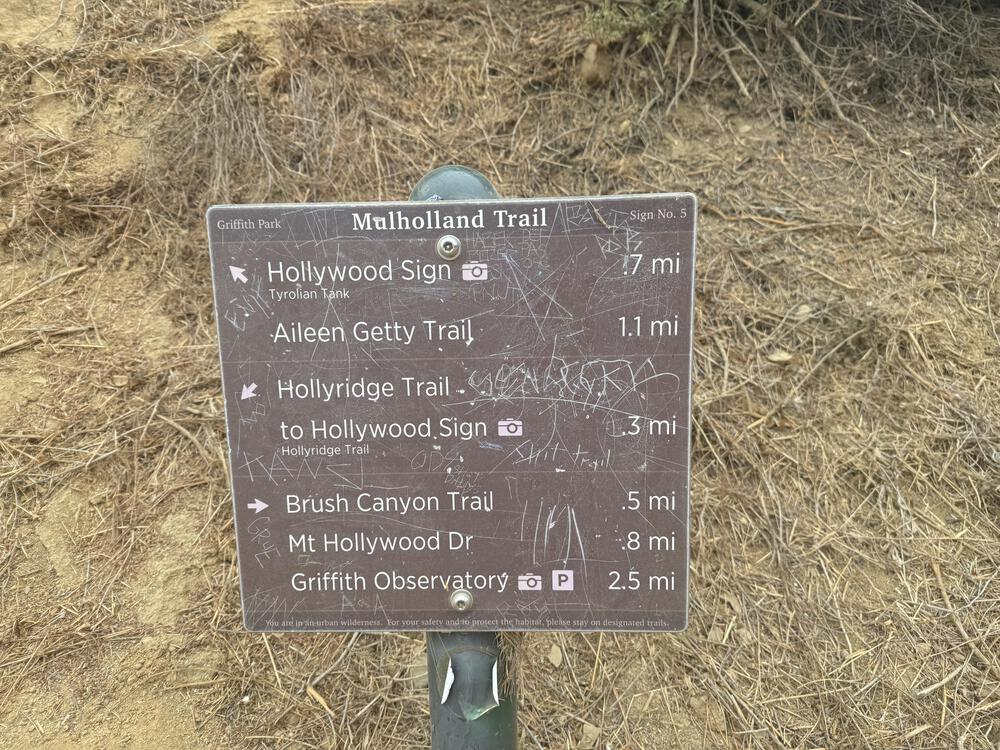 Griffith Park
Mulholland Trail
Sign No. 5
Hollywood Sign .7 mi
Tyrolian Tank
Aileen Getty Trail 1.1 mi
Hollyridge Trail
to Hollywood Sign .3 mi
Hollyridge Trail
Shit trail
Brush Canyon Trail .5 mi
Mt Hollywood Dr .8 mi
Griffith Observatory P 2.5 mi
You are in an urban wilderness. For your safety and to protect the habitat, please stay on designated trails.